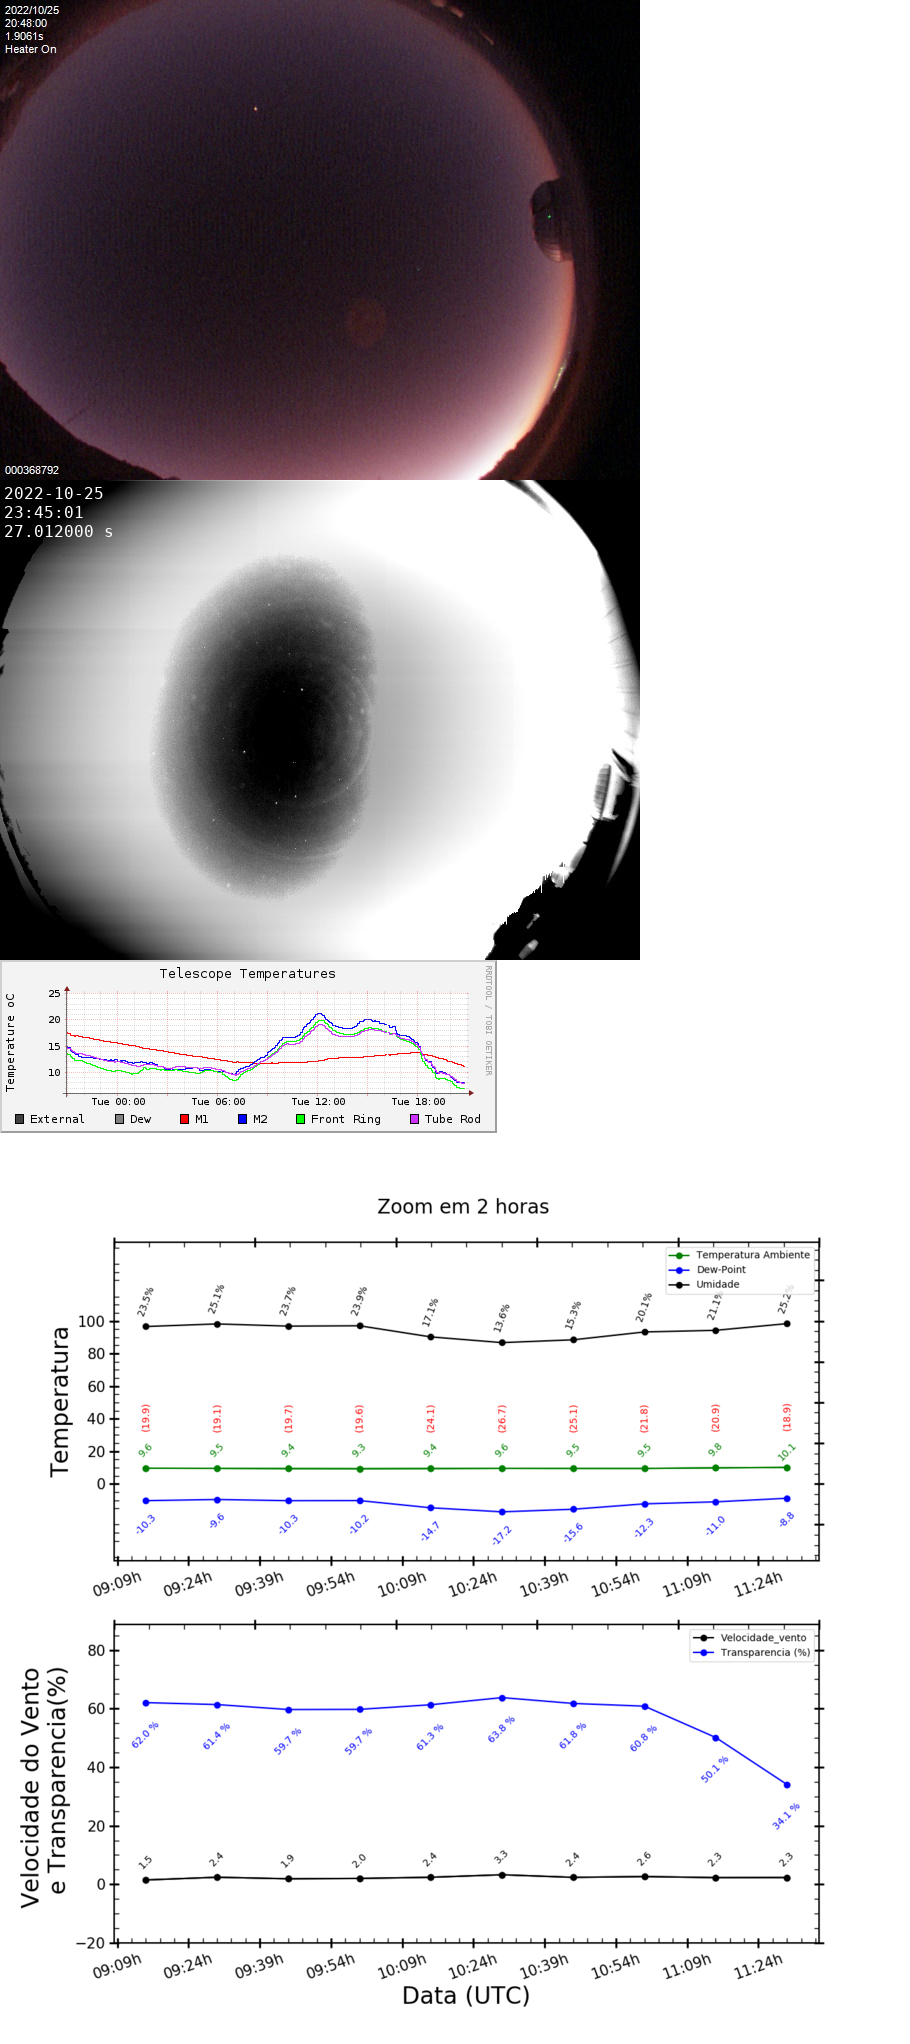 2022/10/25
20:48:00
1.9061s
Heater On
000368792
2022-10-25
23:45:01
27.012000 s
Telescope Temperatures
RRDTOOL / TOBI OETIKER
Temperature oC
25
20
15
10
Tue 00:00 Tue 06:00 Tue 12:00 Tue 18:00
External Dew M1 M2 Front Ring Tube Rod
Zoom em 2 horas
Temperatura Ambiente
Dew-Point
Umidade
23.5% 25.1% 23.7% 23.9% 17.1% 13.6% 15.3% 20.1% 21.1% 25.2%
Temperatura
100
80
60
40
20
0
(19.9) (19.1) (19.7) (19.6) (24.1) (26.7) (25.1) (21.8) (20.9) (18.9)
9.6 9.5 9.4 9.3 9.4 9.6 9.5 9.5 9.8 10.1
-10.3 -9.6 -10.3 -10.2 -14.7 -17.2 -15.6 -12.3 -11.0 -8.8
09:09h 09:24h 09:39h 09:54h 10:09h 10:24h 10:39h 10:54h 11:09h 11:24h
Velocidade_vento
Transparencia (%)
Velocidade do Vento
e Transparencia(%)
80
60
40
20
0
−20
62.0 % 61.4 % 59.7 % 59.7 % 61.3 % 63.8 % 61.8 % 60.8 % 50.1 % 34.1 %
1.5 2.4 1.9 2.0 2.4 3.3 2.4 2.6 2.3 2.3
09:09h 09:24h 09:39h 09:54h 10:09h 10:24h 10:39h 10:54h 11:09h 11:24h
Data (UTC)